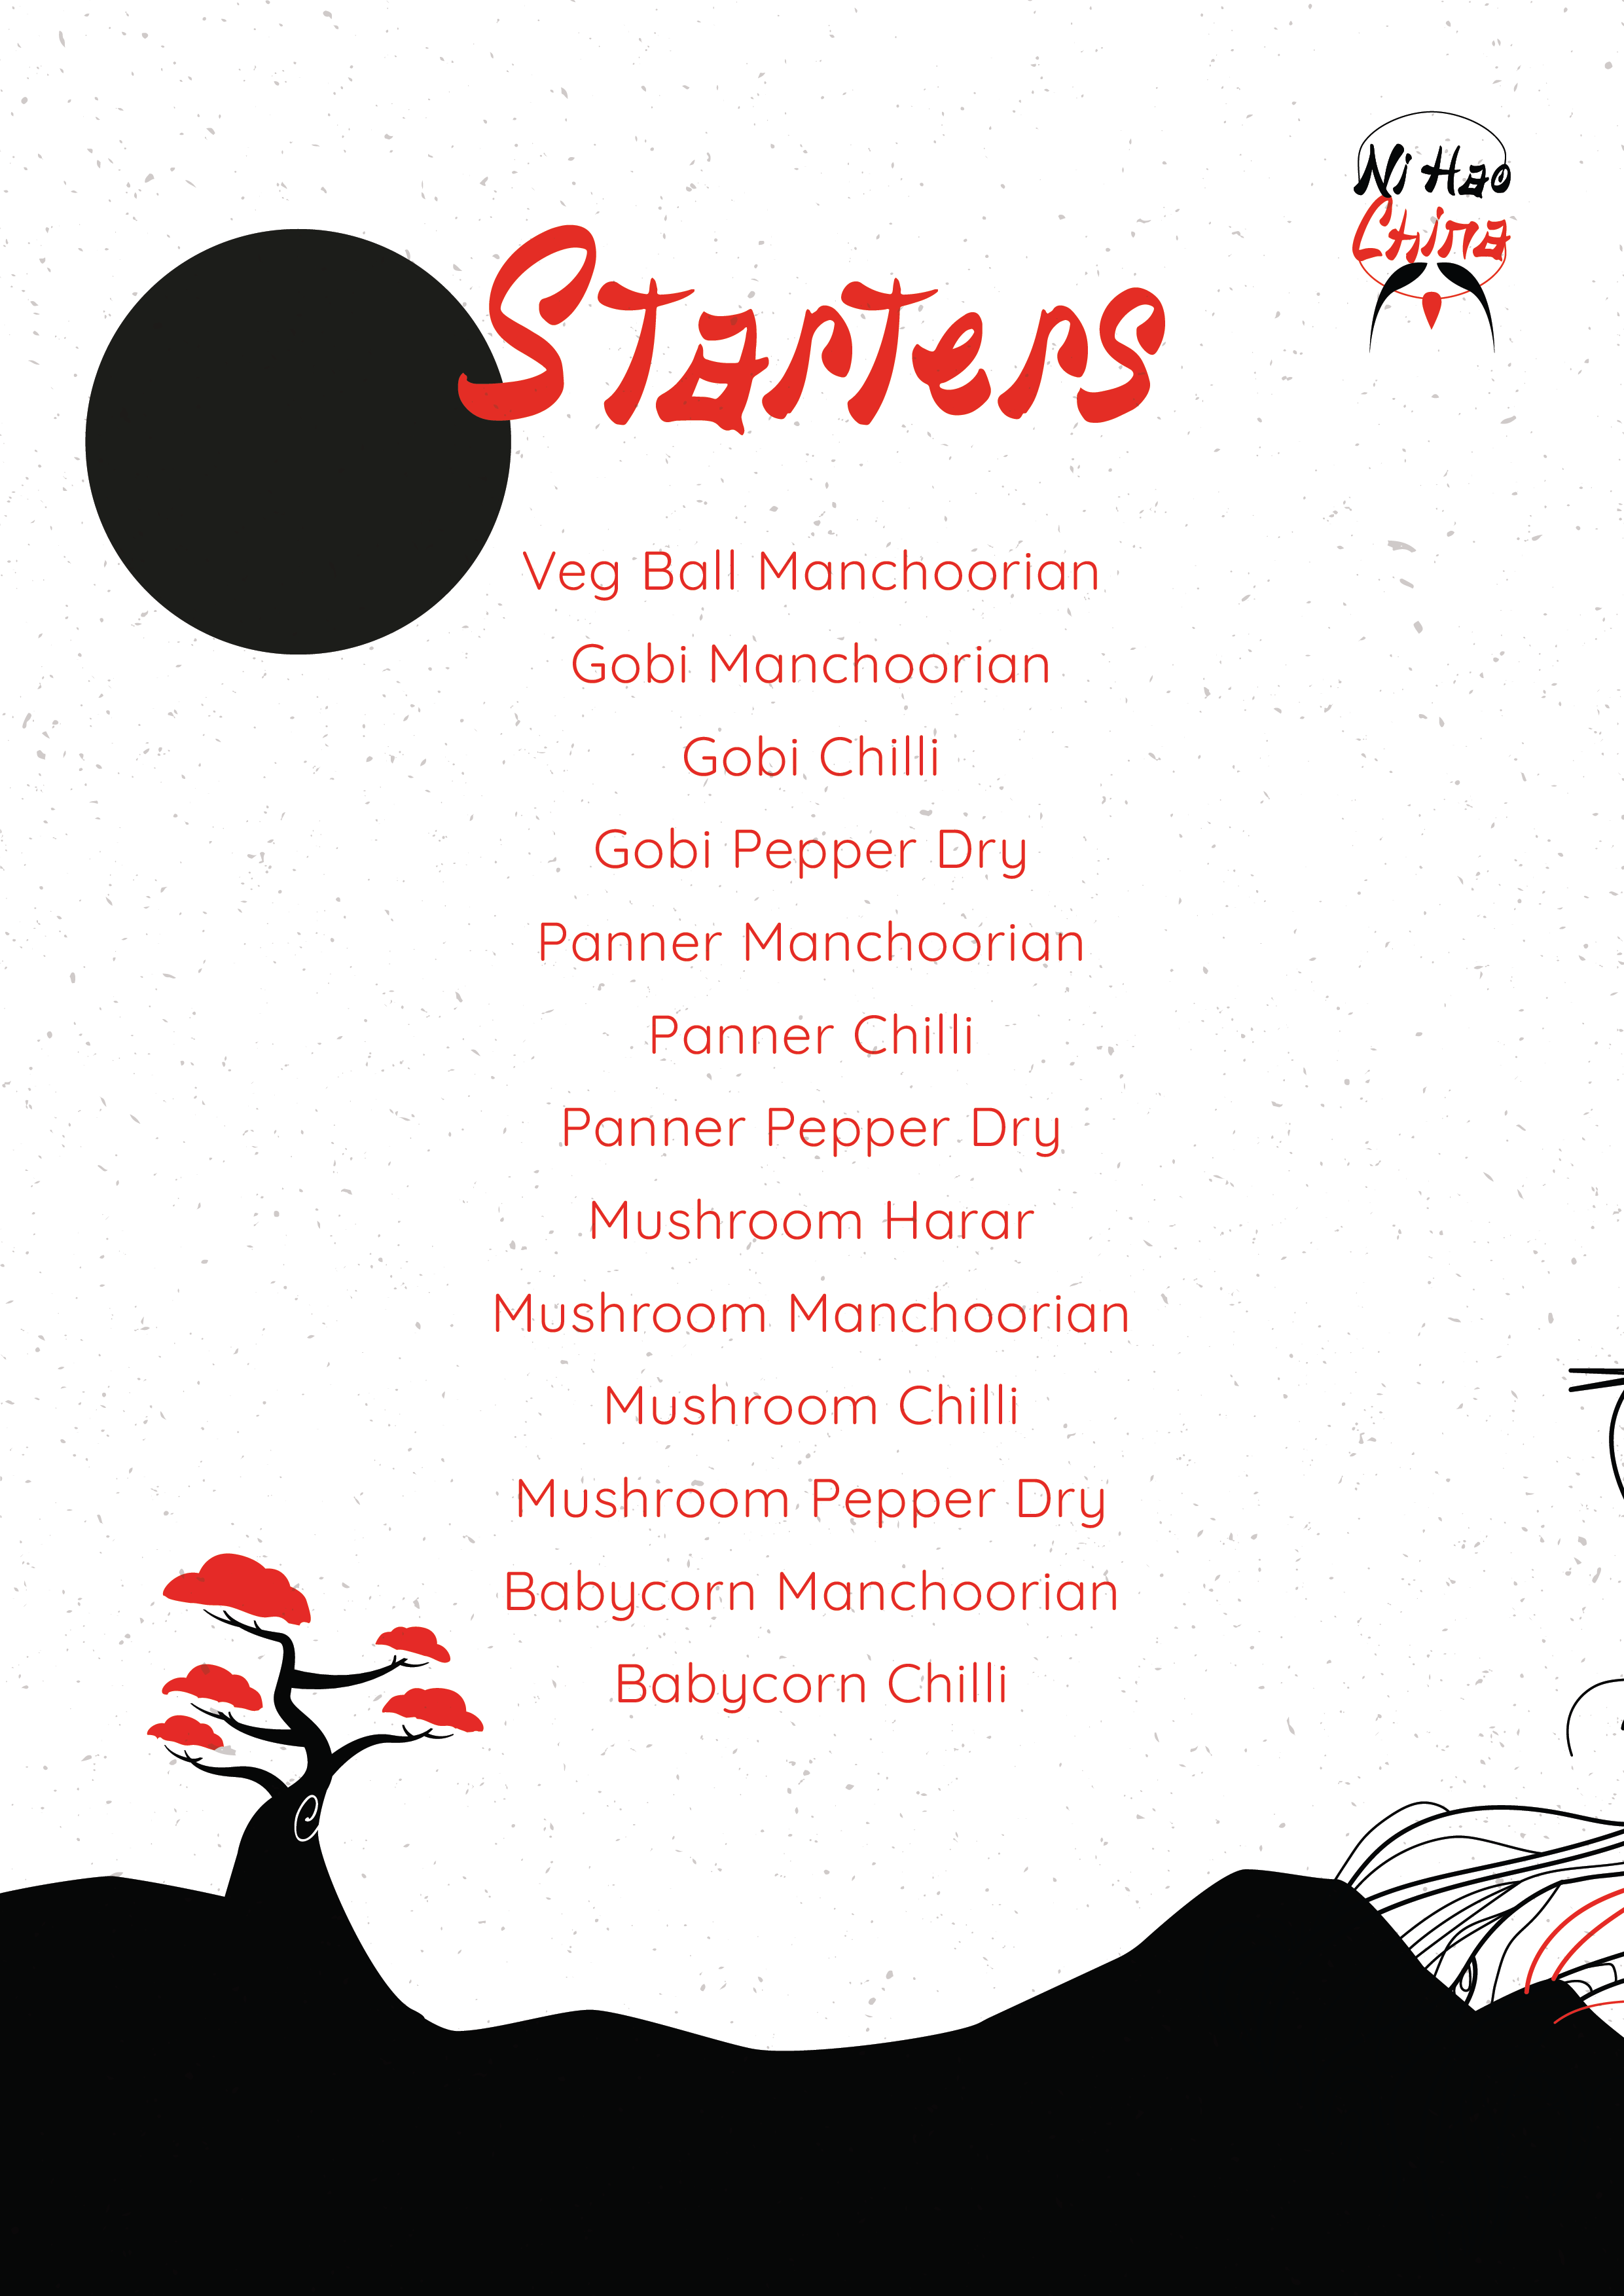 Ni Hao
China
Starters
Veg Ball Manchoorian
Gobi Manchoorian
Gobi Chilli
Gobi Pepper Dry
Panner Manchoorian
Panner Chilli
Panner Pepper Dry
Mushroom Harar
Mushroom Manchoorian
Mushroom Chilli
Mushroom Pepper Dry
Babycorn Manchoorian
Babycorn Chilli